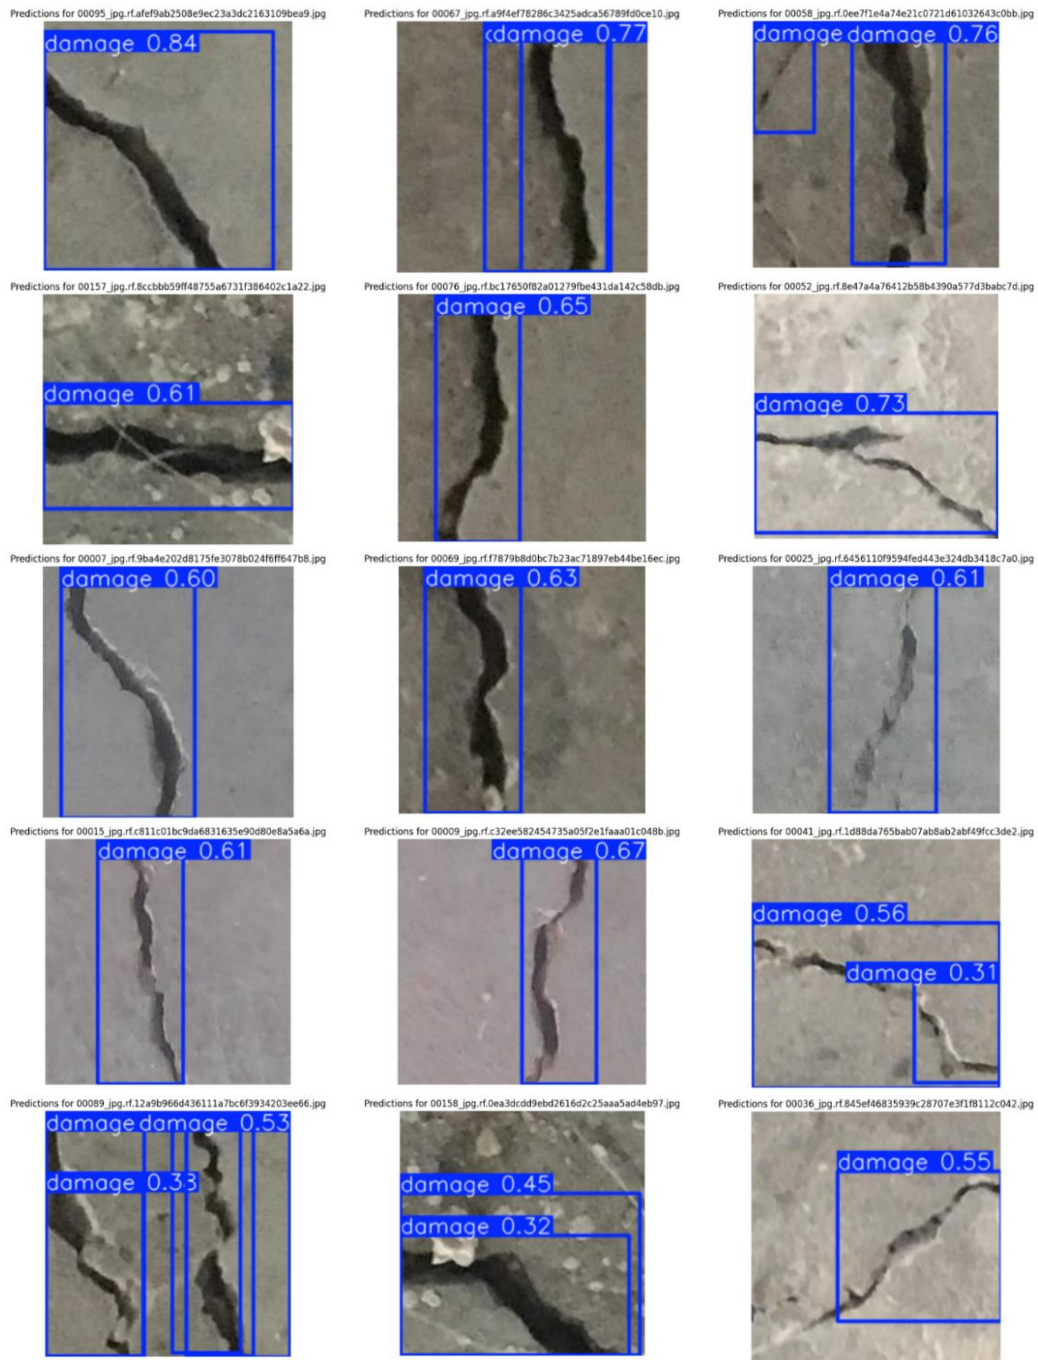 Predictions for 00095_jpg.rf.afef9ab2508e9ec23a3dc2163109bea9.jpg
damage 0.84
Predictions for 00067_jpg.rf.a9f4ef78286c3425adca56789fd0ce10.jpg
damage 0.77
Predictions for 00058_jpg.rf.0ee7f1e4a74e21c0721d61032643c0bb.jpg
damage damage 0.76
Predictions for 00157_jpg.rf.8ccbbb59ff48755a6731f386402c1a22.jpg
damage 0.61
Predictions for 00076_jpg.rf.bc17650f82a01279fbe431da142c58db.jpg
damage 0.65
Predictions for 00052_jpg.rf.8e47a4a76412b58b4390a577d3babc7d.jpg
damage 0.73
Predictions for 00007_jpg.rf.9ba4e202d8175fe3078b024f6ff647b8.jpg
damage 0.60
Predictions for 00069_jpg.rf.f7879b8d0bc7b23ac71897eb44be16ec.jpg
damage 0.63
Predictions for 00025_jpg.rf.6456110f9594fed443e324db3418c7a0.jpg
damage 0.61
Predictions for 00015_jpg.rf.c811c01bc9da6831635e90d80e8a5a6a.jpg
damage 0.61
Predictions for 00009_jpg.rf.c32ee582454735a05f2e1faaa01c048b.jpg
damage 0.67
Predictions for 00041_jpg.rf.1d88da765bab07ab8ab2abf49fcc3de2.jpg
damage 0.56
damage 0.31
Predictions for 00089_jpg.rf.12a9b966d436111a7bc6f3934203ee66.jpg
damage damage 0.53
damage 0.33
Predictions for 00158_jpg.rf.0ea3dcdd9ebd2616d2c25aaa5ad4eb97.jpg
damage 0.45
damage 0.32
Predictions for 00036_jpg.rf.845ef46835939c28707e3f1f8112c042.jpg
damage 0.55